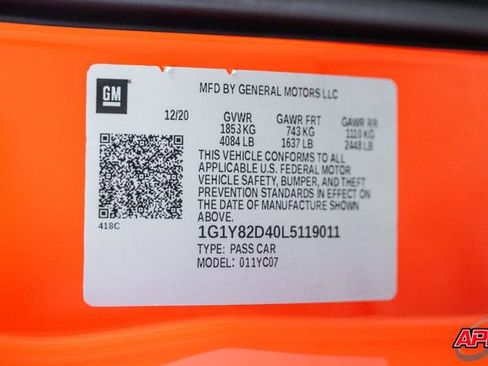 GM
MFD BY GENERAL MOTORS LLC
12/20 GVWR GAWR FRT GAWR RR
1853 KG 743 KG 1110 KG
4084 LB 1637 LB 2448 LB
THIS VEHICLE CONFORMS TO ALL
APPLICABLE U.S. FEDERAL MOTOR
VEHICLE SAFETY, BUMPER, AND THEFT
PREVENTION STANDARDS IN EFFECT ON
THE DATE OF MANUFACTURE SHOWN
ABOVE.
418C
1G1Y82D40L5119011
TYPE: PASS CAR
MODEL: 011YC07